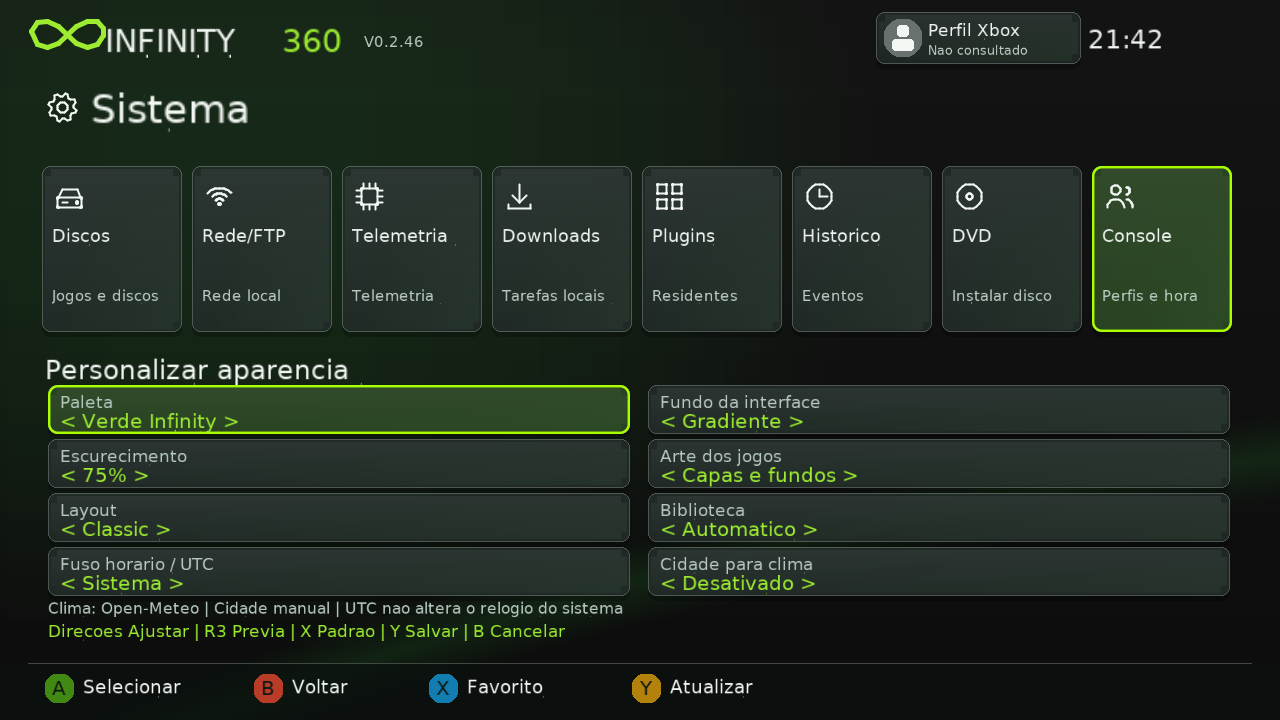 INFINITY 360 V0.2.46
Perfil Xbox
Nao consultado
21:42
Sistema
Discos
Jogos e discos
Rede/FTP
Rede local
Telemetria
Telemetria
Downloads
Tarefas locais
Plugins
Residentes
Historico
Eventos
DVD
Instalar disco
Console
Perfis e hora
Personalizar aparencia
Paleta
< Verde Infinity >
Fundo da interface
< Gradiente >
Escurecimento
< 75% >
Arte dos jogos
< Capas e fundos >
Layout
< Classic >
Biblioteca
< Automatico >
Fuso horario / UTC
< Sistema >
Cidade para clima
< Desativado >
Clima: Open-Meteo | Cidade manual | UTC nao altera o relogio do sistema
Direcoes Ajustar | R3 Previa | X Padrao | Y Salvar | B Cancelar
A Selecionar
B Voltar
X Favorito
Y Atualizar